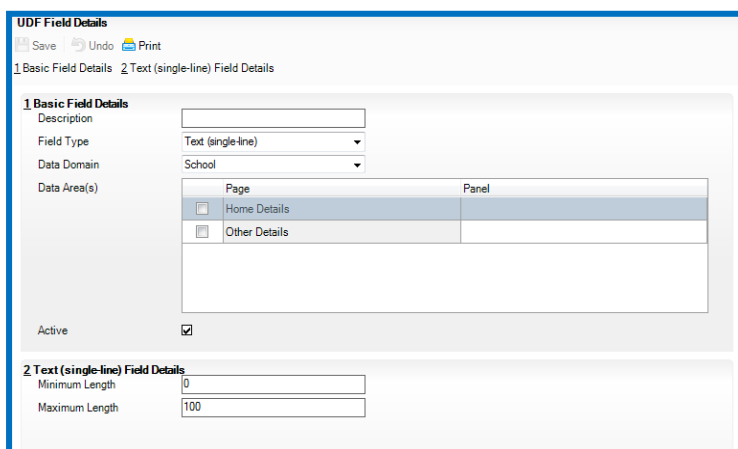 UDF Field Details
Save Undo Print
1 Basic Field Details 2 Text (single-line) Field Details
1 Basic Field Details
Description
Field Type Text (single-line)
Data Domain School
Data Area(s) Page Panel
Home Details
Other Details
Active
2 Text (single-line) Field Details
Minimum Length 0
Maximum Length 100